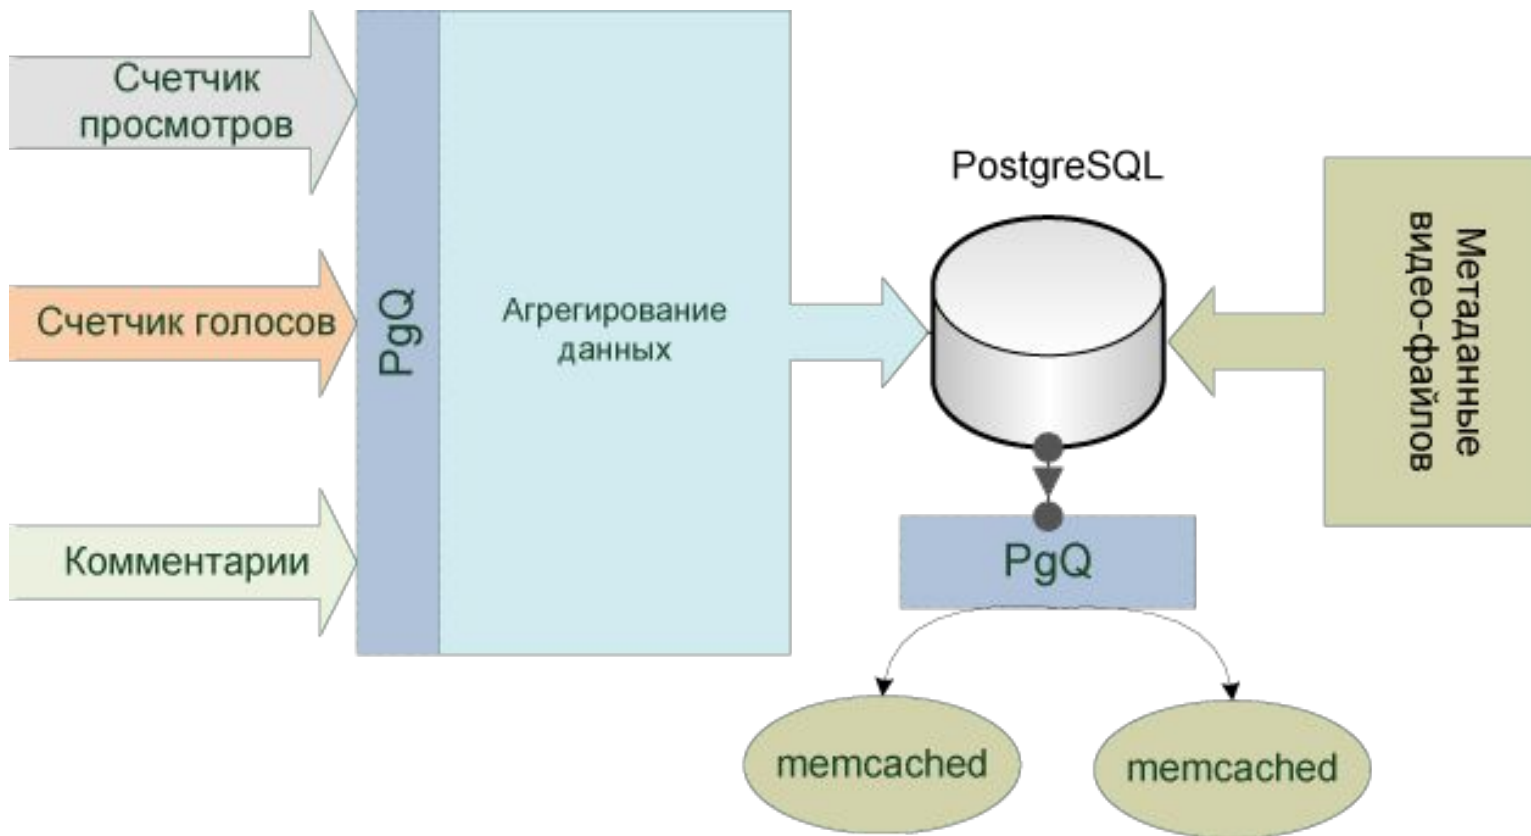 Счетчик
просмотров
Счетчик голосов
Комментарии
PgQ
Агрегирование
данных
PostgreSQL
Метаданные
видео-файлов
PgQ
memcached
memcached